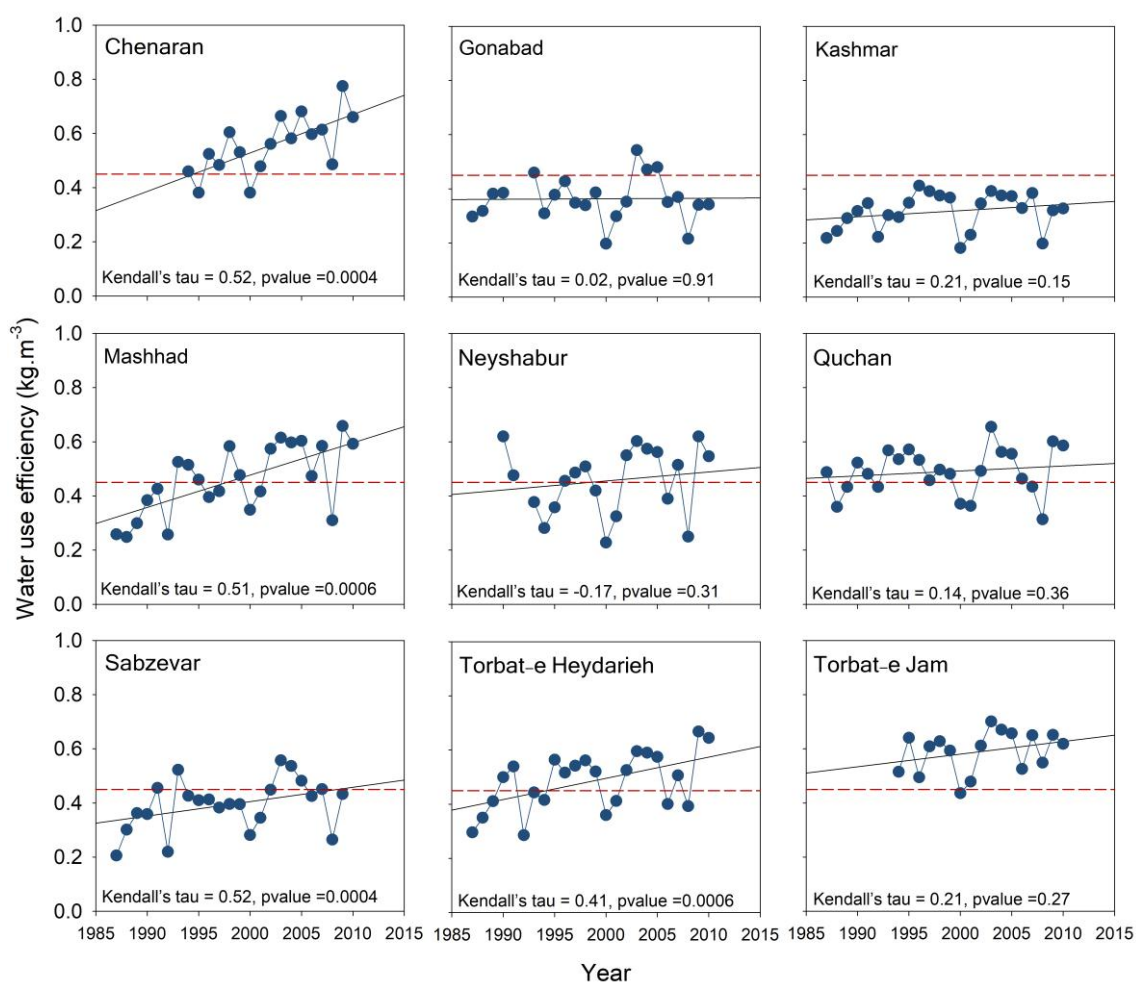 Water use efficiency (kg.m-3)
1.0
0.8
0.6
0.4
0.2
0.0
Chenaran
Kendall's tau = 0.52, pvalue =0.0004
Gonabad
Kendall's tau = 0.02, pvalue =0.91
Kashmar
Kendall's tau = 0.21, pvalue =0.15
1.0
0.8
0.6
0.4
0.2
0.0
Mashhad
Kendall's tau = 0.51, pvalue =0.0006
Neyshabur
Kendall's tau = -0.17, pvalue =0.31
Quchan
Kendall's tau = 0.14, pvalue =0.36
1.0
0.8
0.6
0.4
0.2
0.0
Sabzevar
Kendall's tau = 0.52, pvalue =0.0004
Torbat-e Heydarieh
Kendall's tau = 0.41, pvalue =0.0006
Torbat-e Jam
Kendall's tau = 0.21, pvalue =0.27
1985 1990 1995 2000 2005 2010 2015
1985 1990 1995 2000 2005 2010 2015
1985 1990 1995 2000 2005 2010 2015
Year